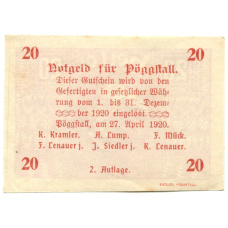 20 20
Notgeld für Pöggstall.
Dieser Gutschein wird von den
Gefertigten in gesetzlicher Wäh-
rung vom 1. bis 31. Dezem-
ber 1920 eingelöst.
Pöggstall, am 27. April 1920.
K. Kramler. A. Lump. F. Mück.
F. Lenauer j. J. Siedler j. K. Lenauer.
20 20
2. Auflage.